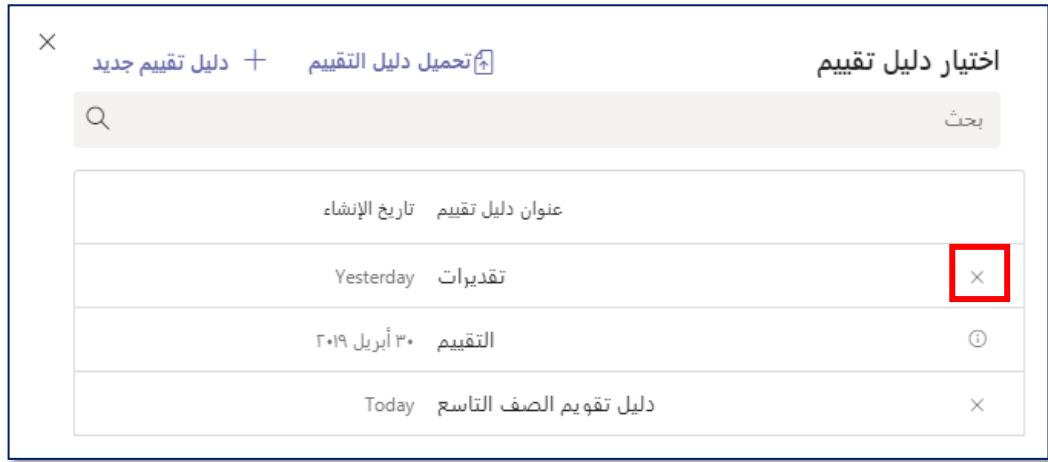 اختيار دليل تقييم تحميل دليل التقييم + دليل تقييم جديد
بحث
عنوان دليل تقييم تاريخ الإنشاء
تقديرات Yesterday
التقييم ٣٠ أبريل ٢٠١٩
دليل تقويم الصف التاسع Today